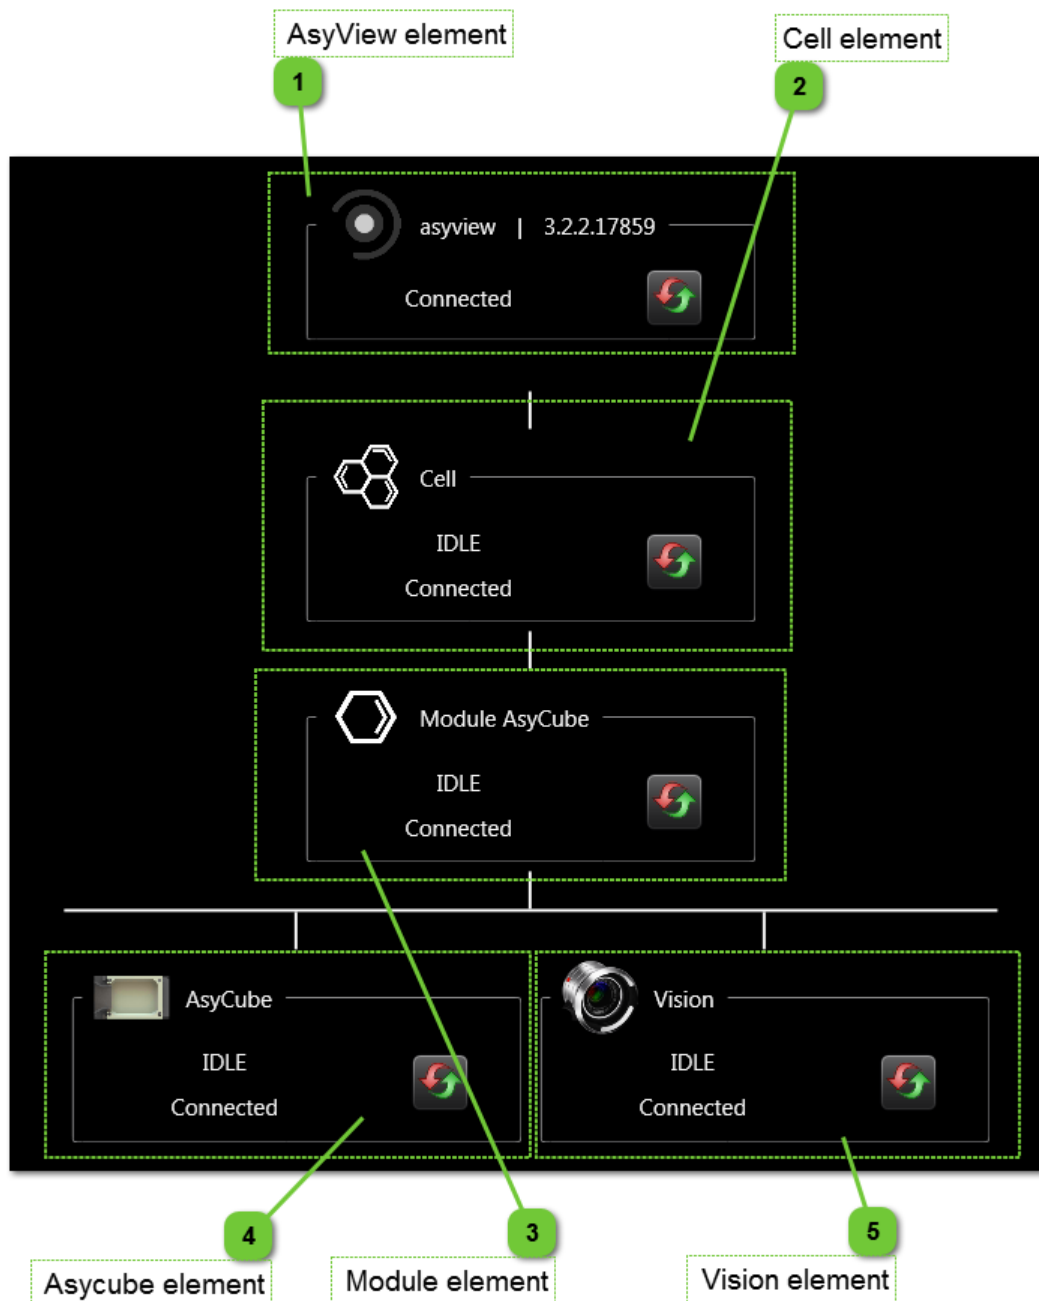 AsyView element
Cell element
1
2
asyview | 3.2.2.17859
Connected
Cell
IDLE
Connected
Module AsyCube
IDLE
Connected
AsyCube
Vision
IDLE
IDLE
Connected
Connected
4
3
5
Asycube element
Module element
Vision element